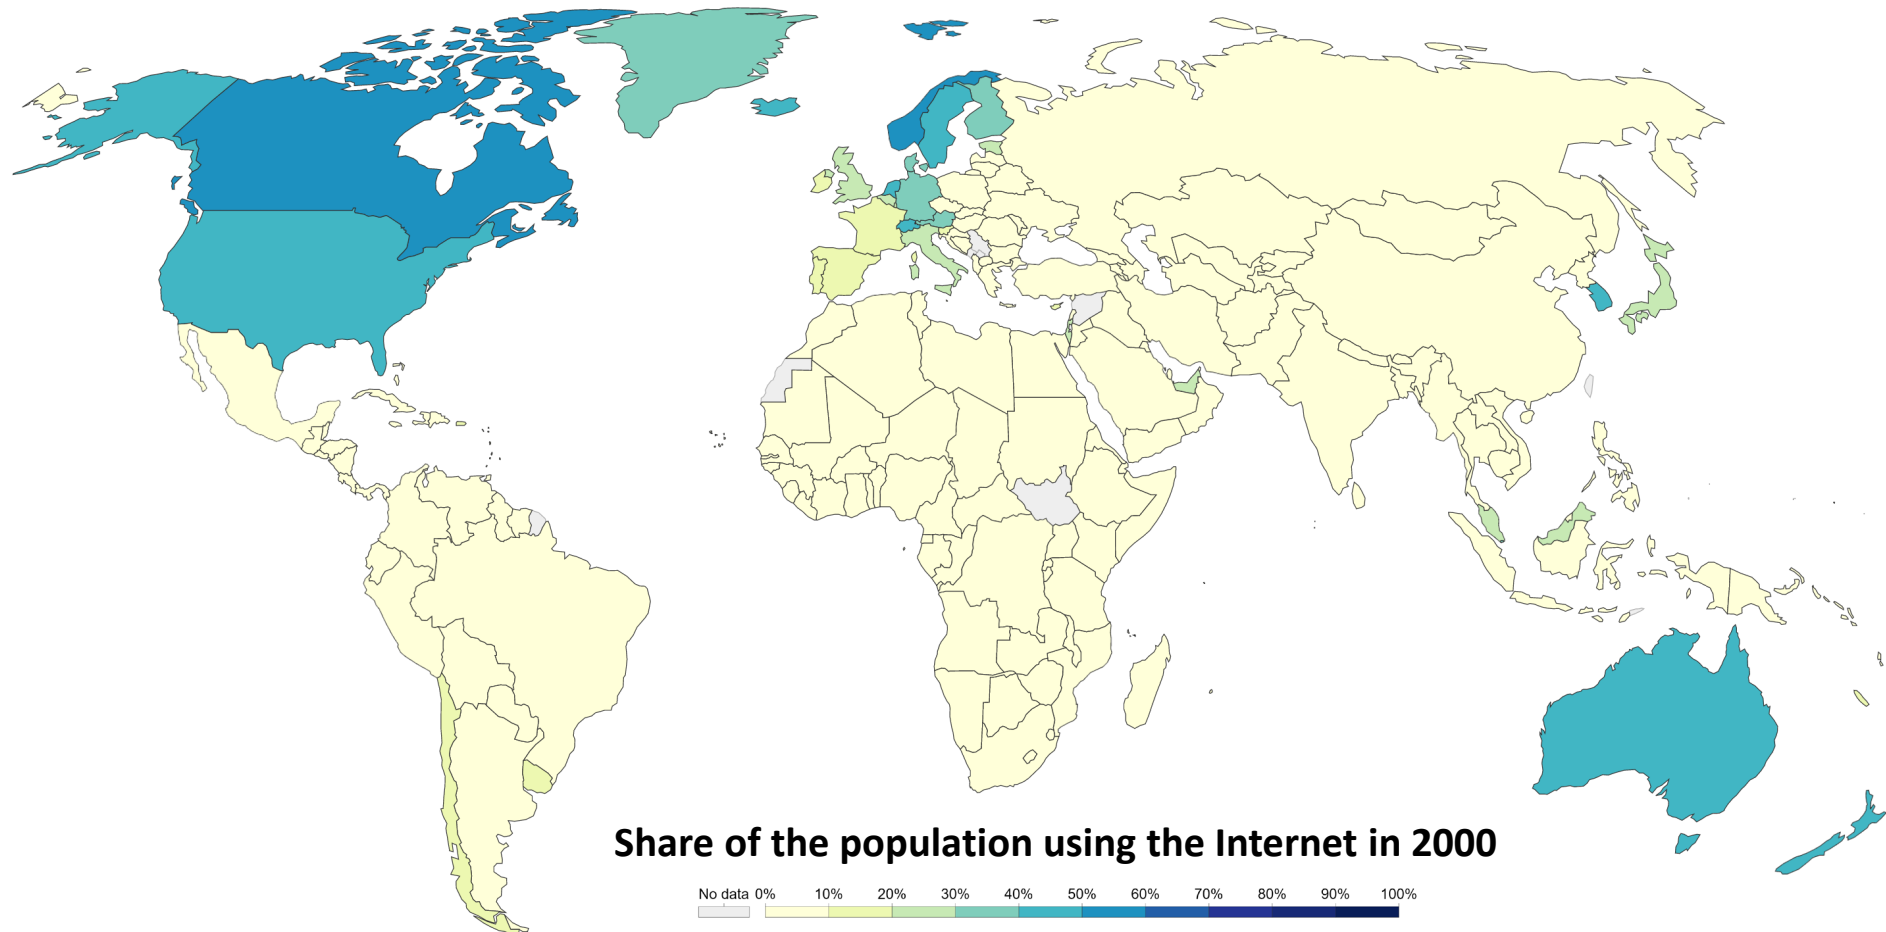 Share of the population using the Internet in 2000
No data 0% 10% 20% 30% 40% 50% 60% 70% 80% 90% 100%